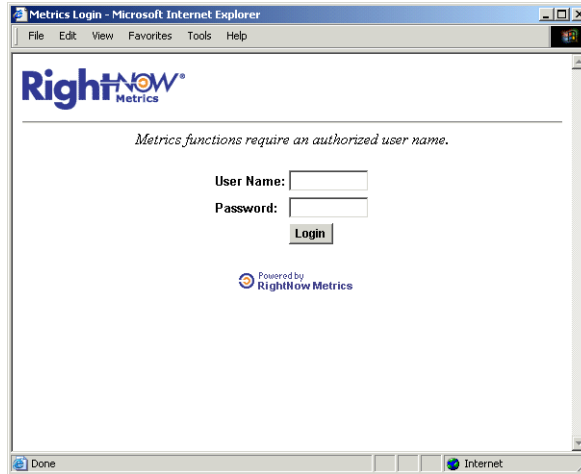 Metrics Login - Microsoft Internet Explorer
File Edit View Favorites Tools Help
RightNOW®
Metrics
Metrics functions require an authorized user name.
User Name:
Password:
Login
Powered by
RightNow Metrics
Done Internet